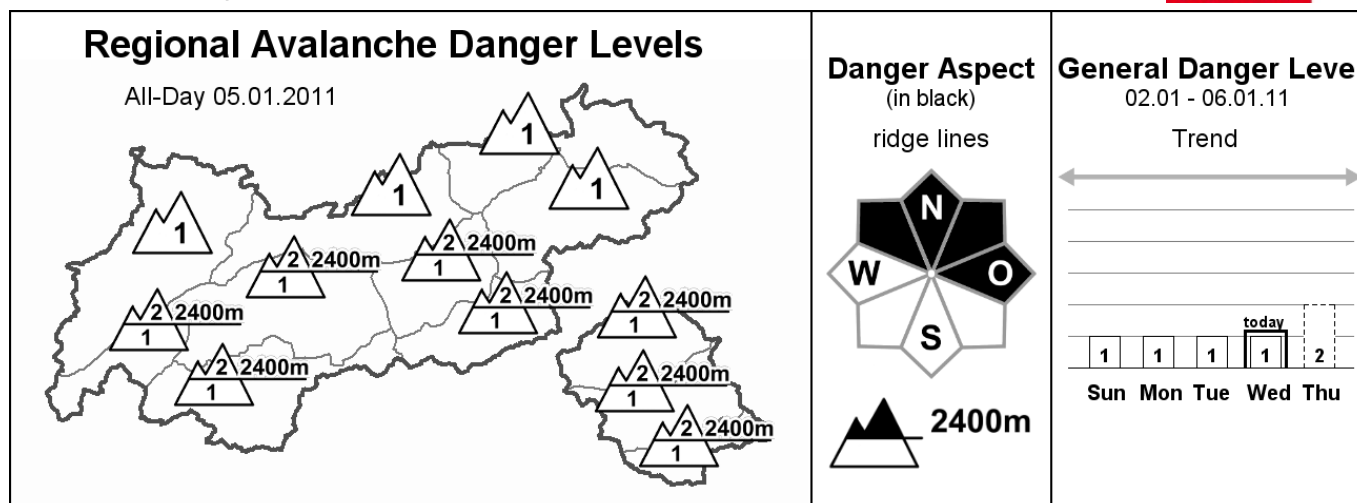 Regional Avalanche Danger Levels
All-Day 05.01.2011
1
1
1
1
2 2400m
1
2 2400m
1
2 2400m
1
2 2400m
1
2 2400m
1
2 2400m
1
2 2400m
1
2 2400m
1
Danger Aspect
(in black)
ridge lines
N
W O
S
2400m
General Danger Leve
02.01 - 06.01.11
Trend
today
1 1 1 1 2
Sun Mon Tue Wed Thu